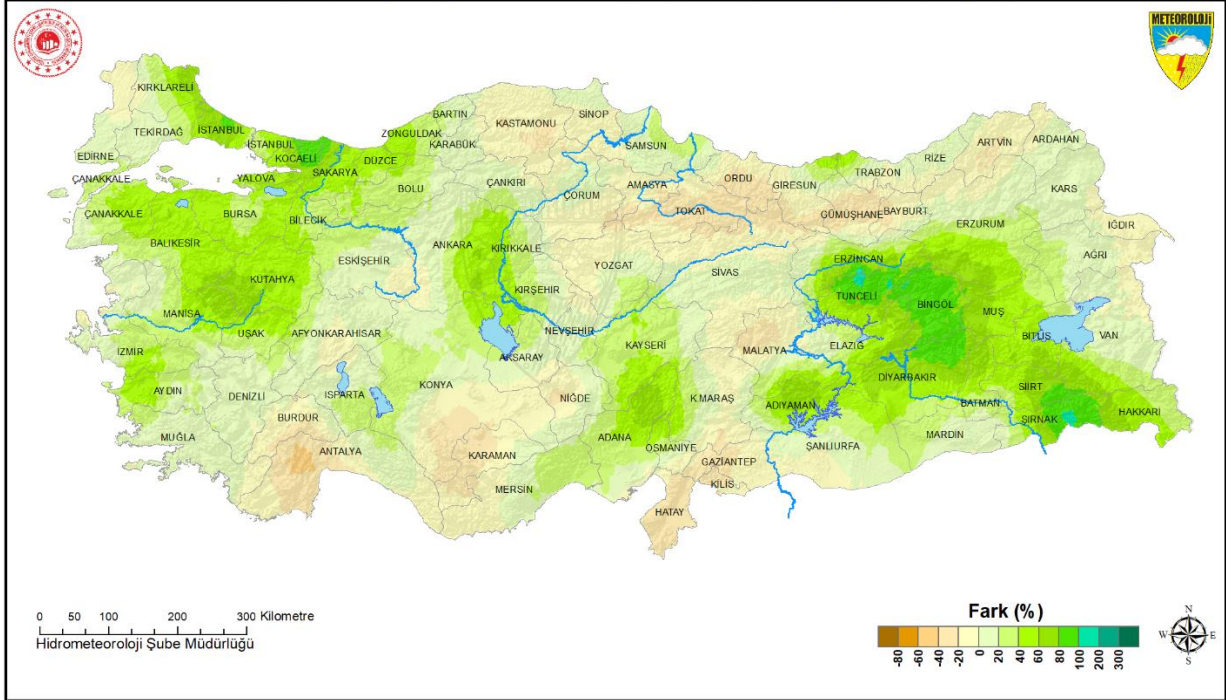 METEOROLOJİ
KIRKLARELİ
TEKİRDAĞ
İSTANBUL
İSTANBUL
EDİRNE
KOCAELİ
ÇANAKKALE
YALOVA
SAKARYA
DÜZCE
ZONGULDAK
BARTIN
KARABÜK
KASTAMONU
SİNOP
SAMSUN
ÇANKIRI
BOLU
ÇORUM
AMASYA
ORDU
TOKAT
GİRESUN
TRABZON
RİZE
ARTVİN
ARDAHAN
KARS
GÜMÜŞHANE
BAYBURT
ERZURUM
IĞDIR
AĞRI
ÇANAKKALE
BURSA
BİLECİK
BALIKESİR
ESKİŞEHİR
ANKARA
KIRIKKALE
YOZGAT
SİVAS
ERZİNCAN
TUNCELİ
BİNGÖL
MUŞ
BİTLİS
VAN
KÜTAHYA
KIRŞEHİR
MANİSA
UŞAK
AFYONKARAHİSAR
NEVŞEHİR
KAYSERİ
MALATYA
ELAZIĞ
İZMİR
AKSARAY
AYDIN
DENİZLİ
ISPARTA
KONYA
NİĞDE
K.MARAŞ
ADIYAMAN
DİYARBAKIR
BATMAN
SİİRT
ŞIRNAK
HAKKARİ
BURDUR
MUĞLA
ANTALYA
KARAMAN
MERSİN
ADANA
OSMANİYE
GAZİANTEP
KİLİS
ŞANLIURFA
MARDİN
HATAY
0 50 100 200 300 Kilometre
Hidrometeoroloji Şube Müdürlüğü
Fark (%)
-80 -60 -40 -20 0 20 40 60 80 100 200 300
N
W E
S